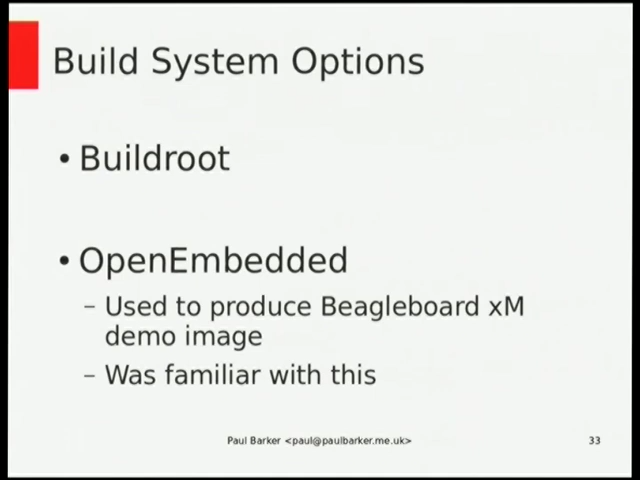 Build System Options
• Buildroot
• OpenEmbedded
– Used to produce Beagleboard xM
demo image
– Was familiar with this
Paul Barker <paul@paulbarker.me.uk>
33